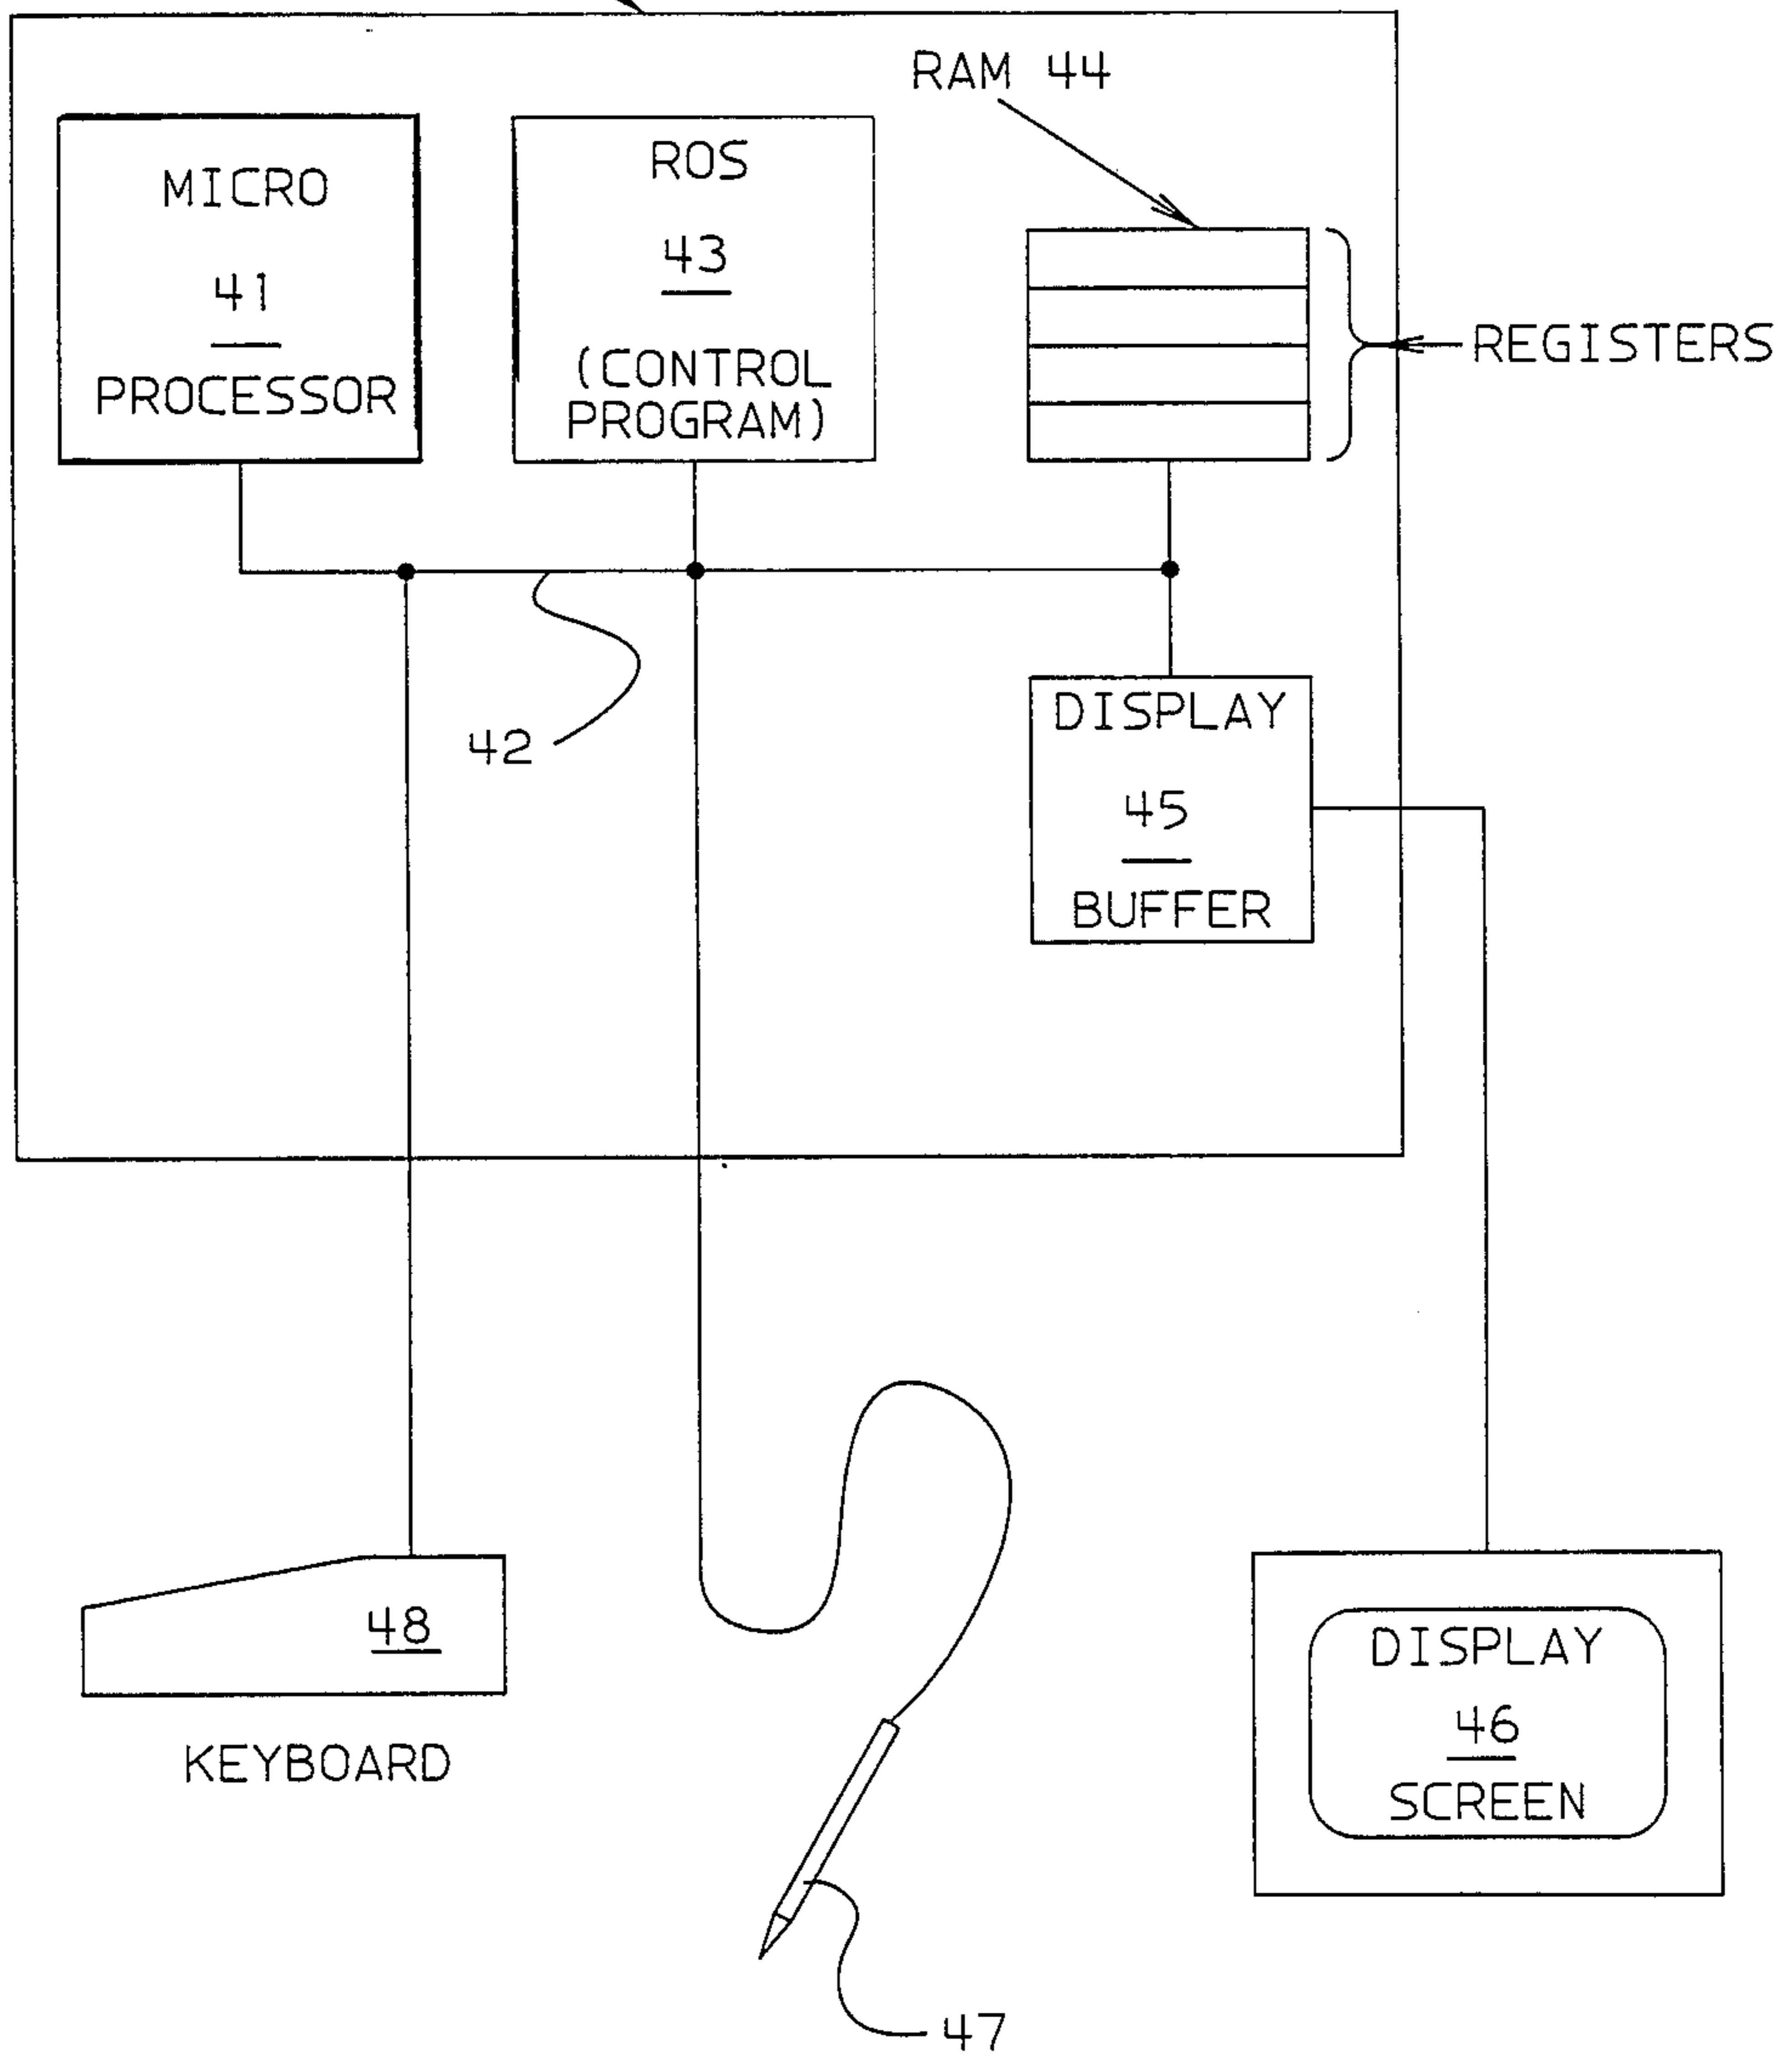 RAM 44
MICRO
41
PROCESSOR
ROS
43
(CONTROL
PROGRAM)
REGISTERS
42
DISPLAY
45
BUFFER
48
KEYBOARD
47
DISPLAY
46
SCREEN